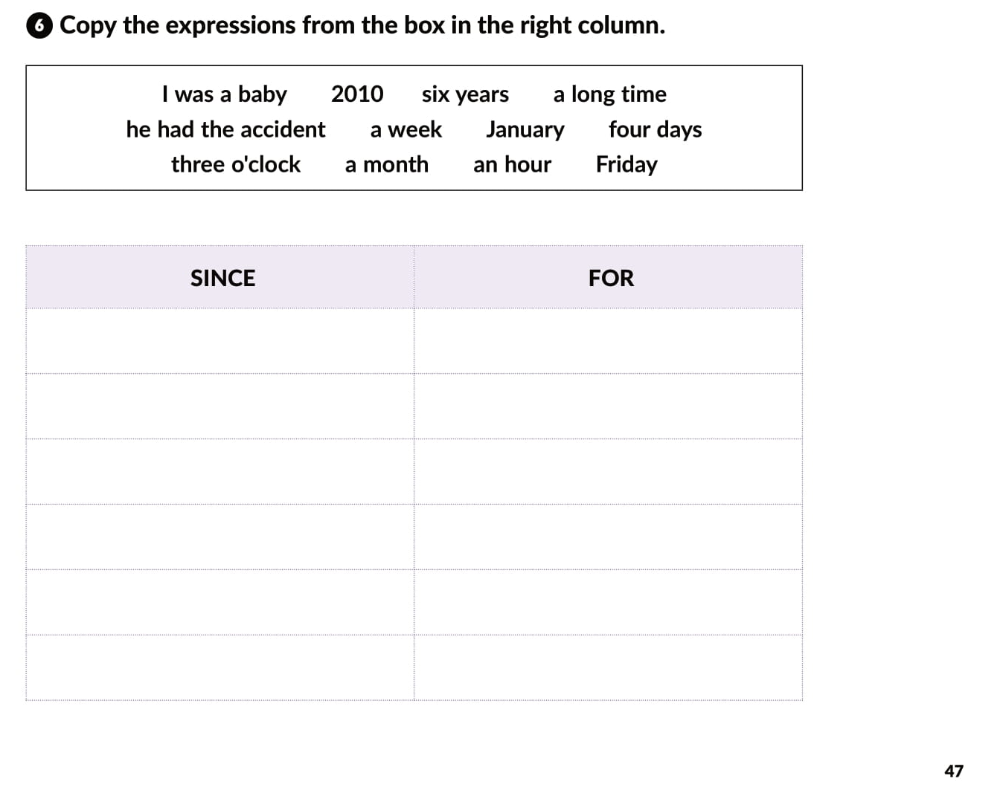 6 Copy the expressions from the box in the right column.
I was a baby 2010 six years a long time
he had the accident a week January four days
three o'clock a month an hour Friday
SINCE FOR
47